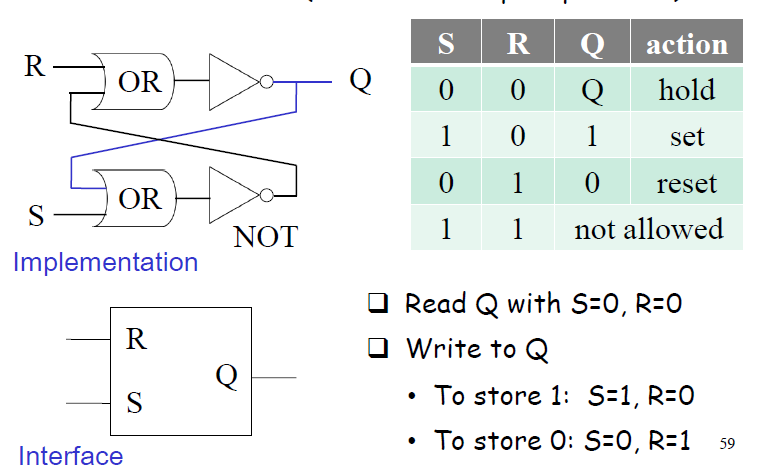 R
OR
Q
OR
S
NOT
Implementation
R
Q
S
Interface
S R Q action
0 0 Q hold
1 0 1 set
0 1 0 reset
1 1 not allowed
❑ Read Q with S=0, R=0
❑ Write to Q
• To store 1: S=1, R=0
• To store 0: S=0, R=1
59